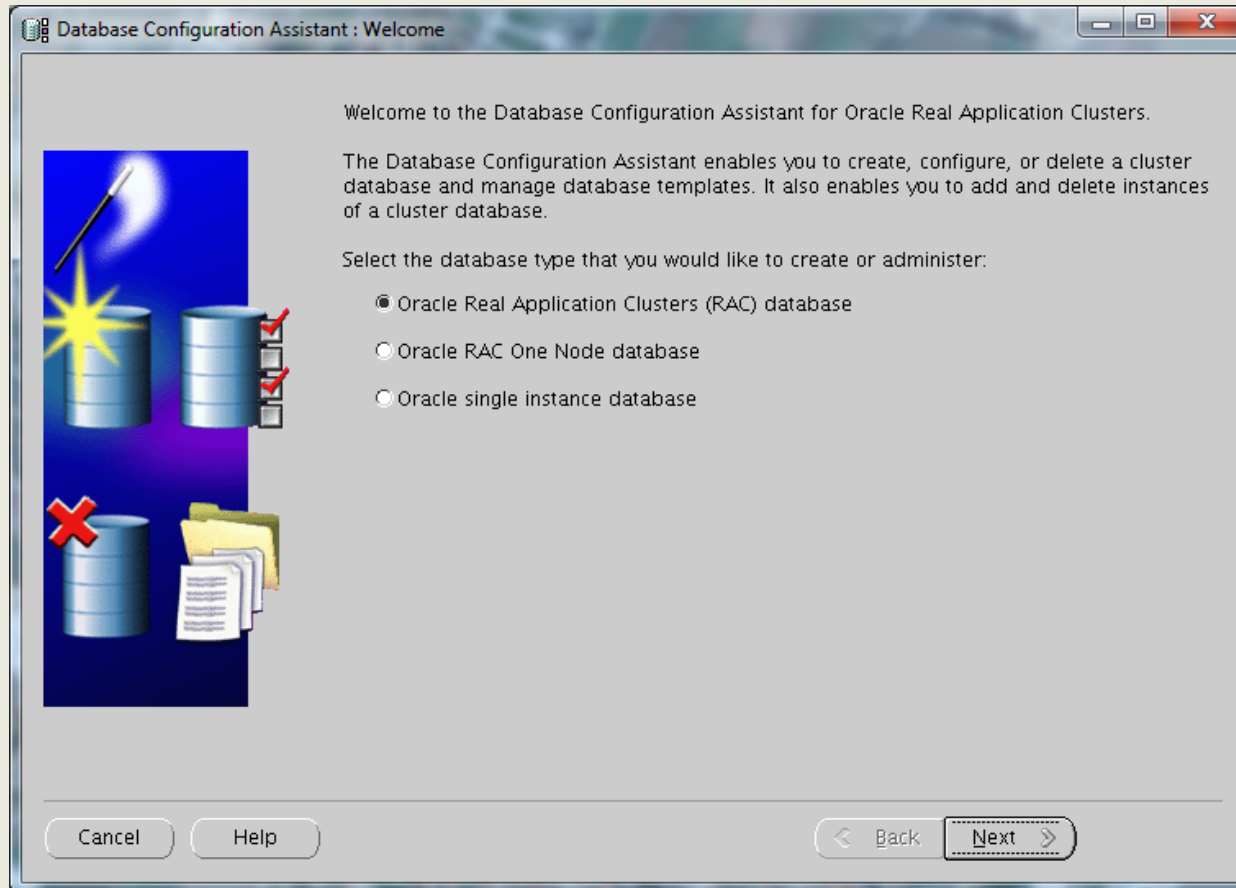 Database Configuration Assistant : Welcome
Welcome to the Database Configuration Assistant for Oracle Real Application Clusters.
The Database Configuration Assistant enables you to create, configure, or delete a cluster
database and manage database templates. It also enables you to add and delete instances
of a cluster database.
Select the database type that you would like to create or administer:
Oracle Real Application Clusters (RAC) database
Oracle RAC One Node database
Oracle single instance database
Cancel Help Back Next